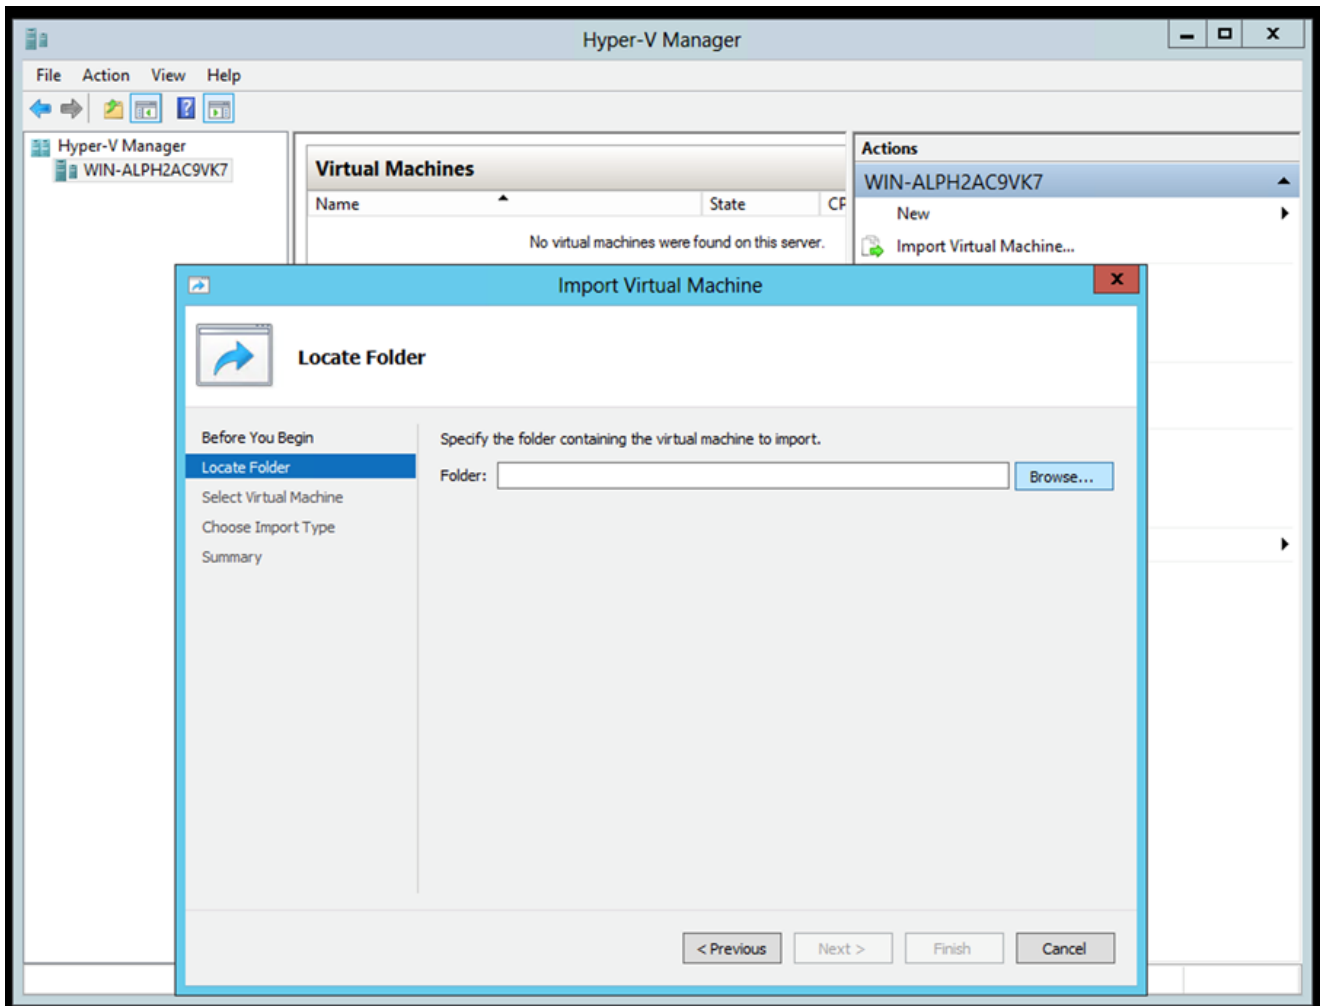 Hyper-V Manager
File Action View Help
Hyper-V Manager
WIN-ALPH2AC9VK7
Virtual Machines
Name State CP
No virtual machines were found on this server.
Actions
WIN-ALPH2AC9VK7
New
Import Virtual Machine...
Import Virtual Machine
Locate Folder
Before You Begin
Locate Folder
Select Virtual Machine
Choose Import Type
Summary
Specify the folder containing the virtual machine to import.
Folder: Browse...
< Previous Next > Finish Cancel